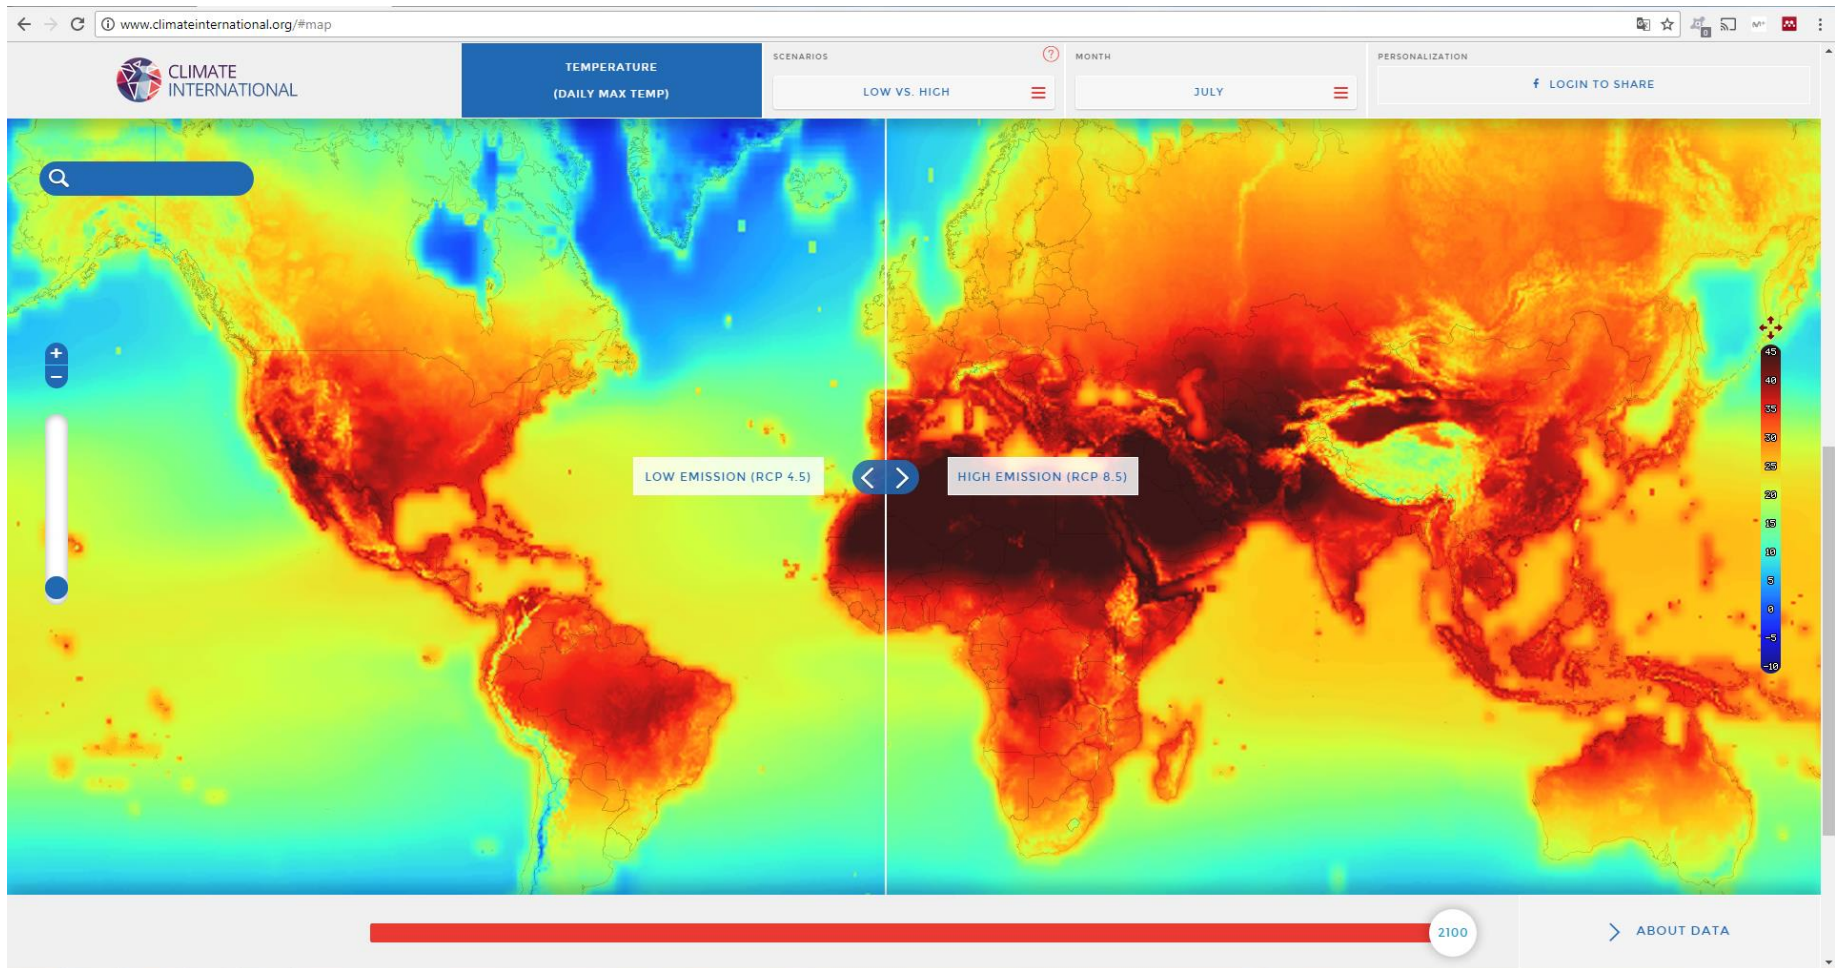 www.climateinternational.org/#map
CLIMATE
INTERNATIONAL
TEMPERATURE
(DAILY MAX TEMP)
SCENARIOS
?
LOW VS. HIGH
MONTH
JULY
PERSONALIZATION
f LOGIN TO SHARE
+
−
LOW EMISSION (RCP 4.5)
HIGH EMISSION (RCP 8.5)
45
40
35
30
25
20
15
10
5
0
-5
-10
2100
ABOUT DATA